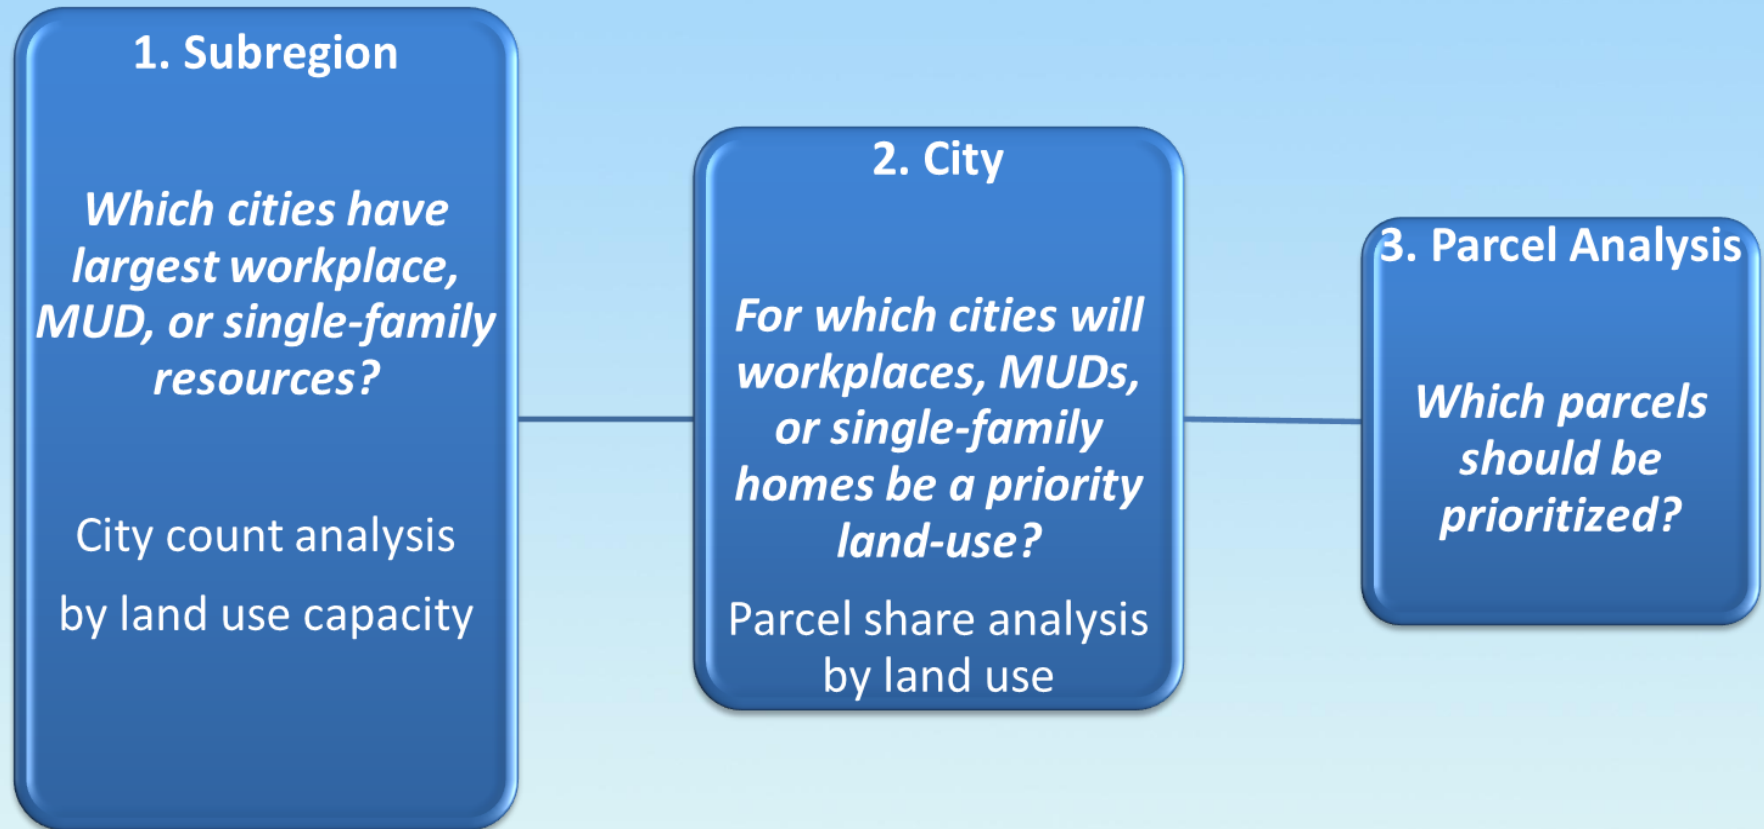 1. Subregion
Which cities have
largest workplace,
MUD, or single-family
resources?
City count analysis
by land use capacity
2. City
For which cities will
workplaces, MUDs,
or single-family
homes be a priority
land-use?
Parcel share analysis
by land use
3. Parcel Analysis
Which parcels
should be
prioritized?